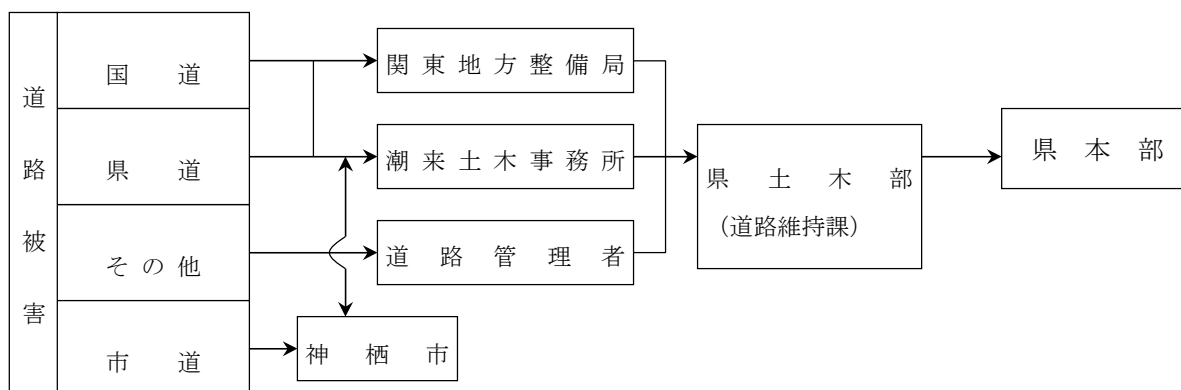 道路被害
国道
県道
その他
市道
関東地方整備局
潮来土木事務所
道路管理者
神栖市
県土木部
（道路維持課）
県本部